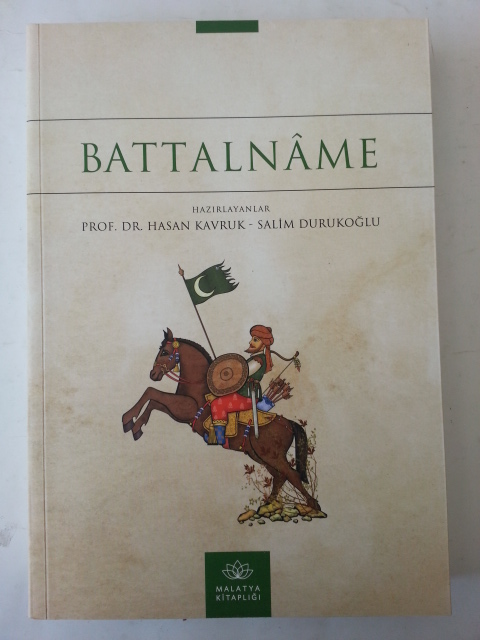 BATTALNÂME
HAZIRLAYANLAR
PROF. DR. HASAN KAVRUK - SALİM DURUKOĞLU
MALATYA
KİTAPLIĞI